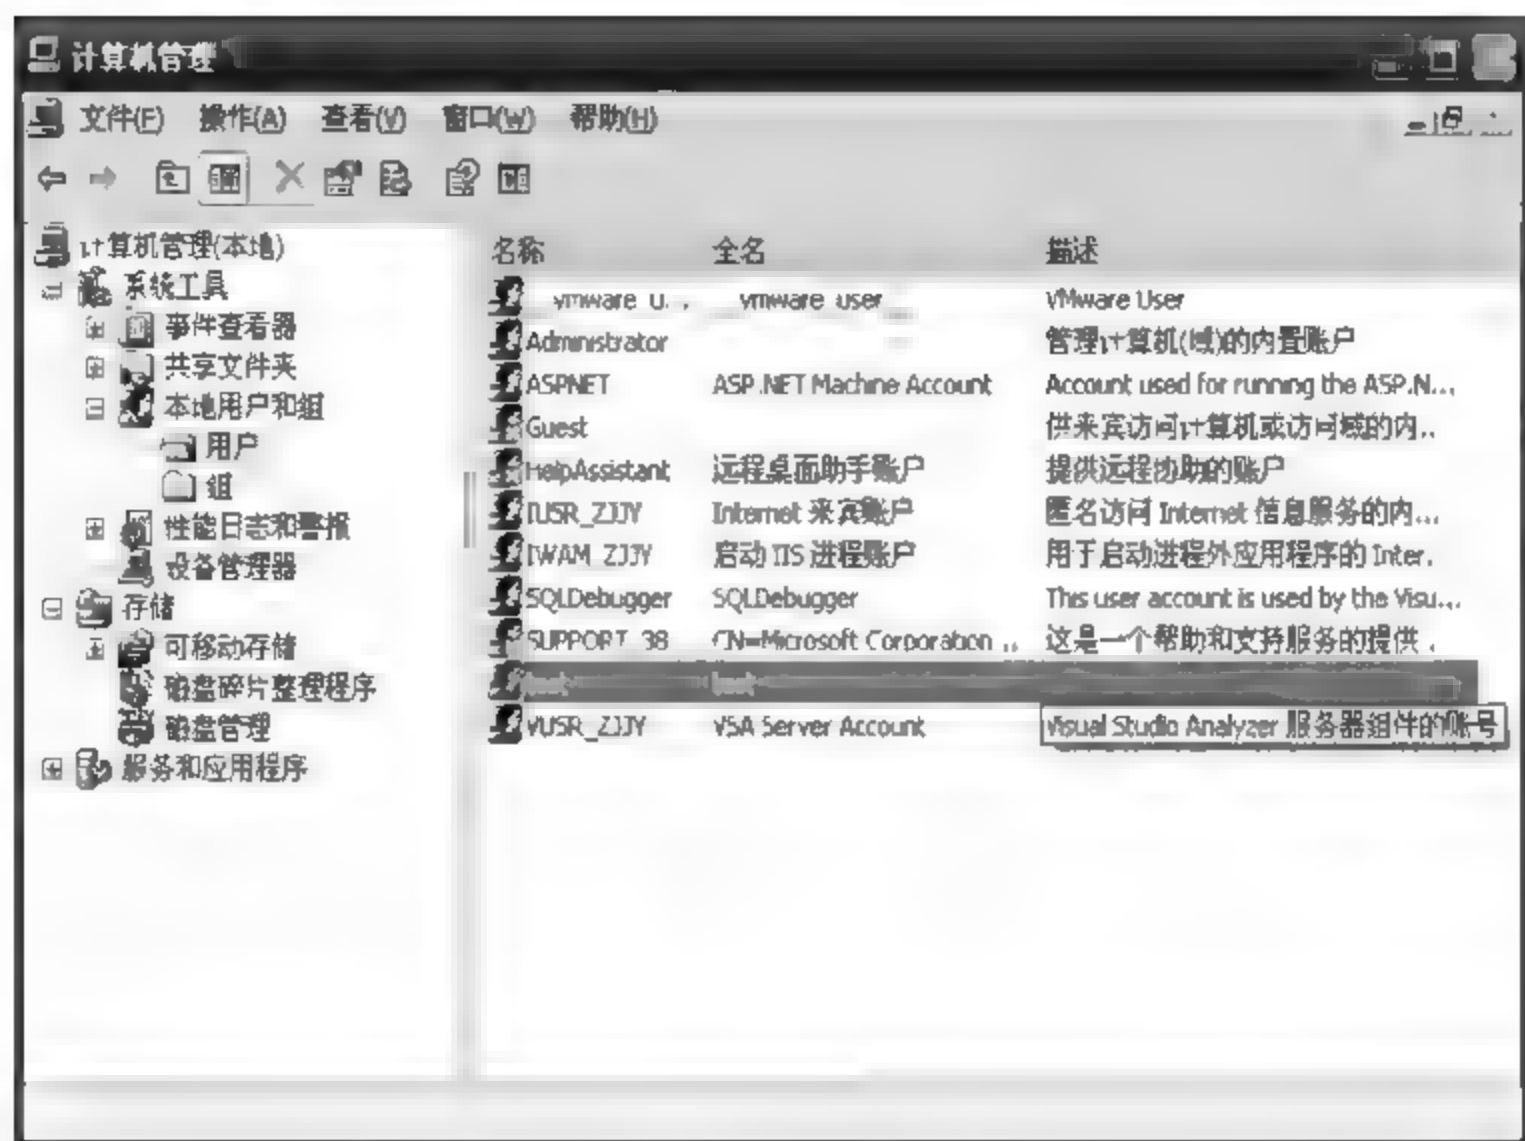 计算机管理
文件(F) 操作(A) 查看(V) 窗口(W) 帮助(H)
计算机管理(本地)
系统工具
事件查看器
共享文件夹
本地用户和组
用户
组
性能日志和警报
设备管理器
存储
可移动存储
磁盘碎片整理程序
磁盘管理
服务和应用程序
名称 全名 描述
__vmware_u... __vmware_user__ VMware User
Administrator 管理计算机(域)的内置账户
ASPNET ASP.NET Machine Account Account used for running the ASP.N...
Guest 供来宾访问计算机或访问域的内...
HelpAssistant 远程桌面助手账户 提供远程协助的账户
IUSR_ZJJY Internet 来宾账户 匿名访问 Internet 信息服务的内...
IWAM_ZJJY 启动 IIS 进程账户 用于启动进程外应用程序的 Inter...
SQLDebugger SQLDebugger This user account is used by the Visu...
SUPPORT_38... CN=Microsoft Corporation... 这是一个帮助和支持服务的提供...
VUSR_ZJJY VSA Server Account Visual Studio Analyzer 服务器组件的账号